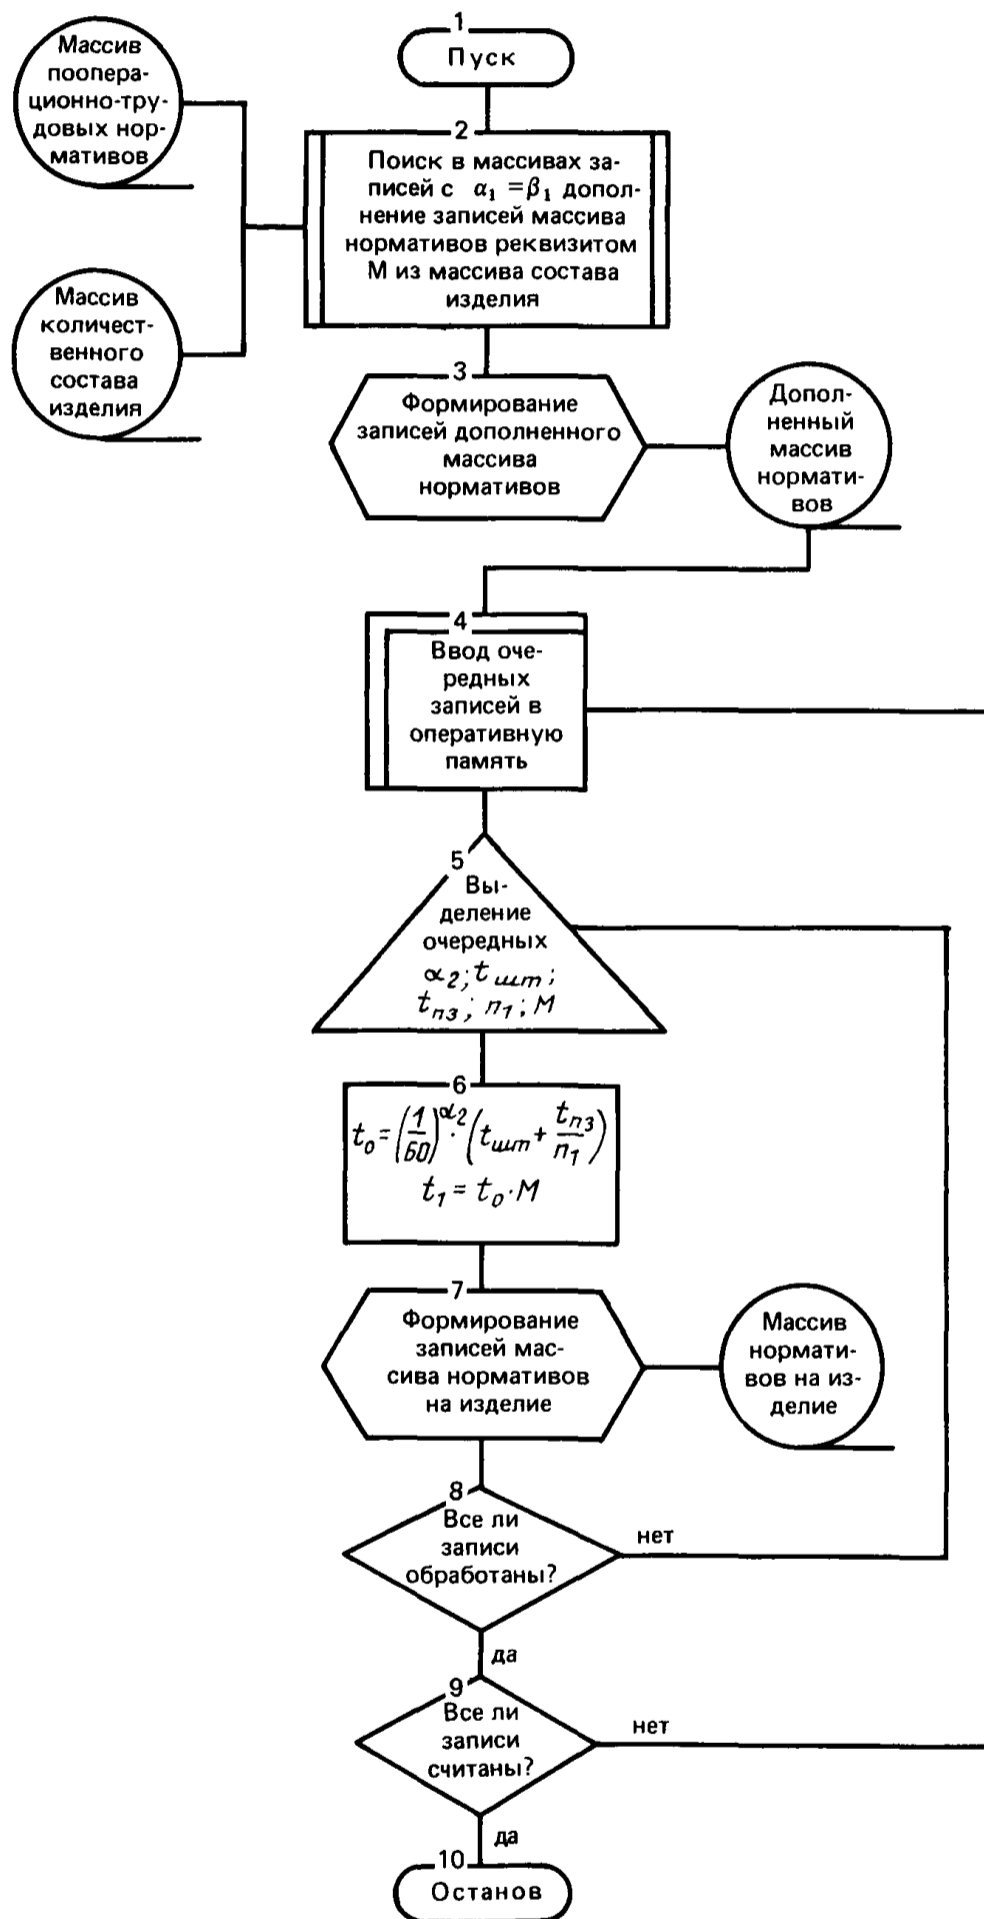 1
Пуск
Массив
поопера-
ционно-тру-
довых нор-
мативов
2
Поиск в массивах за-
писей с α₁ = β₁ допол-
нение записей массива
нормативов реквизитом
М из массива состава
изделия
Массив
количест-
венного
состава
изделия
3
Формирование
записей дополненного
массива
нормативов
Допол-
ненный
массив
нормати-
вов
4
Ввод оче-
редных
записей в
оперативную
память
5
Вы-
деление
очередных
α₂; t шт;
t пз; n₁; M
6
t₀ = (1/60)^α₂ · (t шт + t пз/n₁)
t₁ = t₀ · M
7
Формирование
записей мас-
сива нормативов
на изделие
Массив
нормати-
вов на из-
делие
8
Все ли
записи
обработаны?
нет
да
9
Все ли
записи
считаны?
нет
да
10
Останов